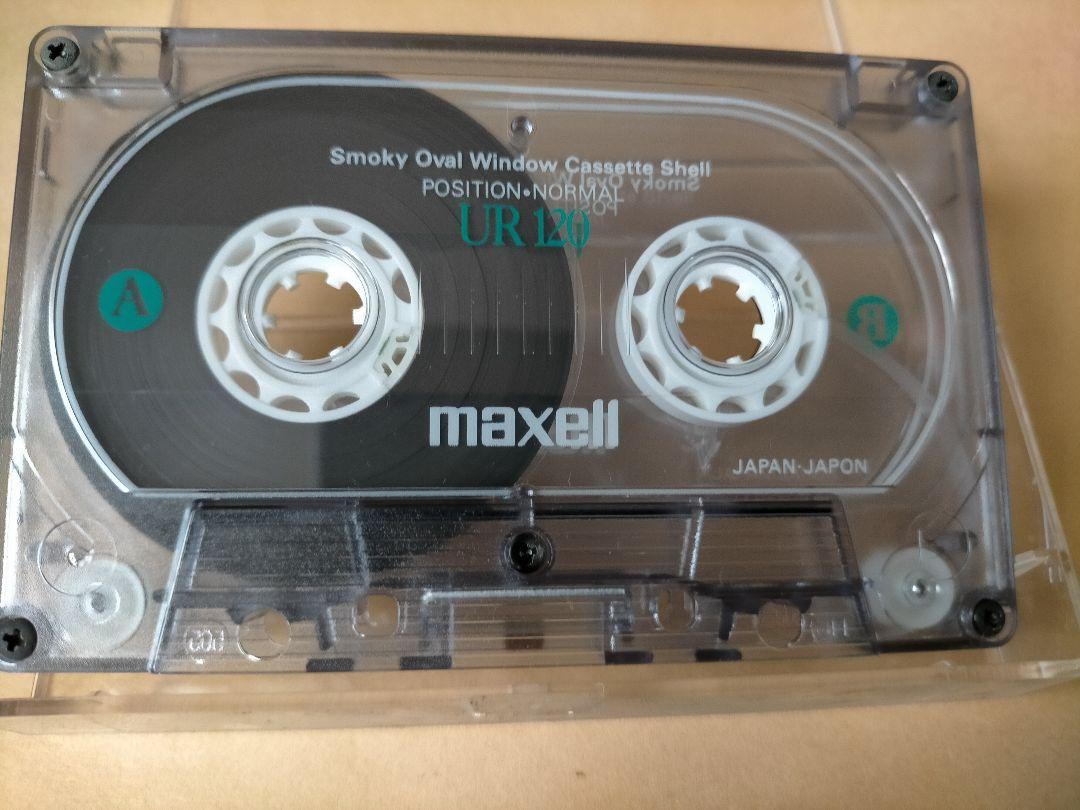 Smoky Oval Window Cassette Shell
POSITION•NORMAL
UR 120
A
B
maxell
JAPAN·JAPON